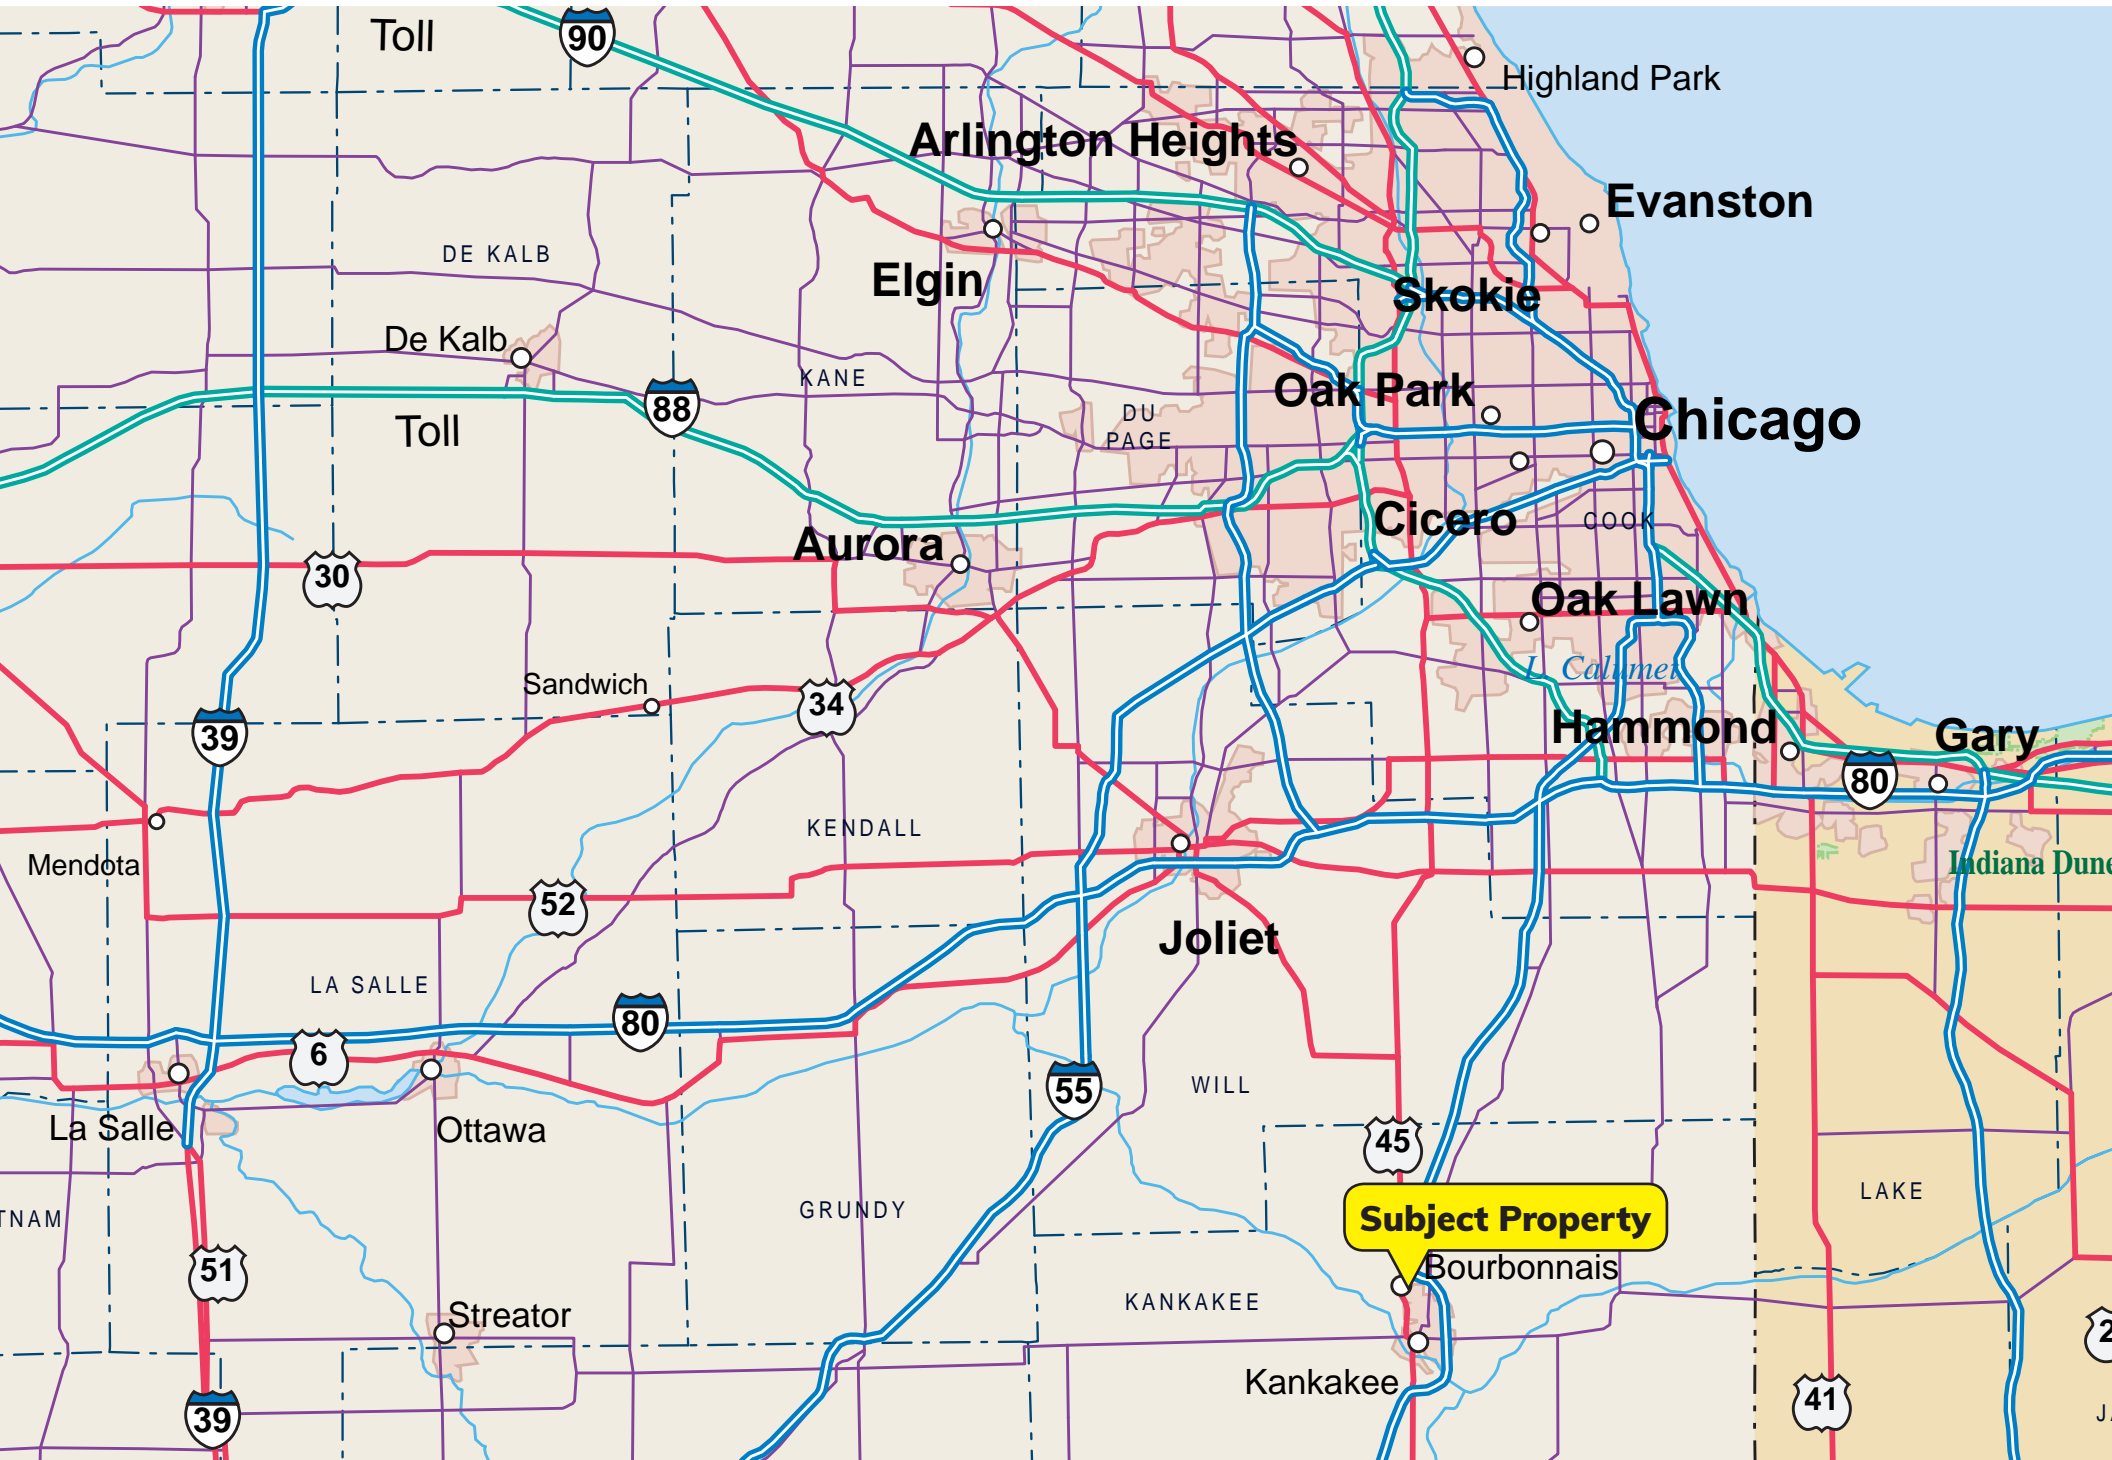 Toll
90
Highland Park
Arlington Heights
Evanston
DE KALB
Elgin
Skokie
De Kalb
KANE
88
Oak Park
DU
PAGE
Toll
Chicago
Cicero
COOK
Aurora
30
Oak Lawn
L. Calumet
Sandwich
34
39
Hammond
Gary
80
KENDALL
Mendota
Indiana Dune
52
Joliet
LA SALLE
80
6
55
WILL
La Salle
Ottawa
45
LAKE
TNAM
GRUNDY
Subject Property
51
Bourbonnais
KANKAKEE
Streator
2
Kankakee
41
39
JA